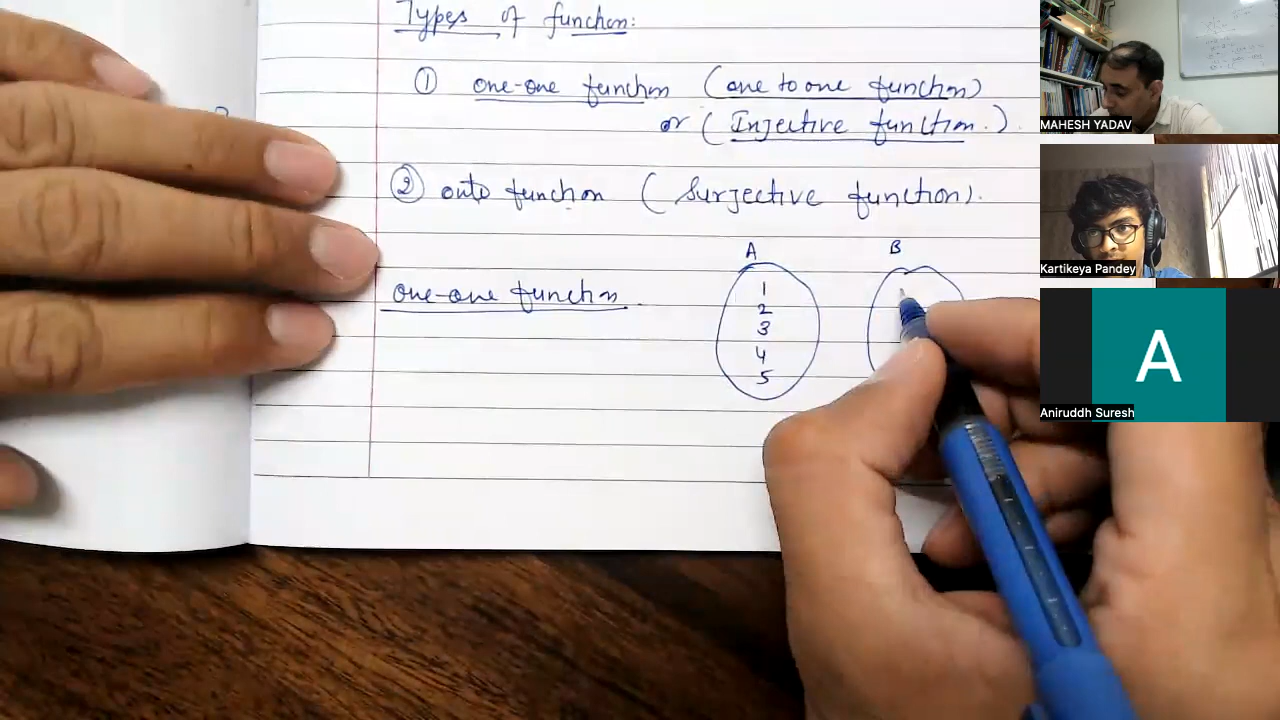 Types of function:
① one-one function (one to one function)
or (Injective function.).
② onto function (Surjective function).
A B
one-one function.
1
2
3
4
5
MAHESH YADAV
Kartikeya Pandey
A
Aniruddh Suresh